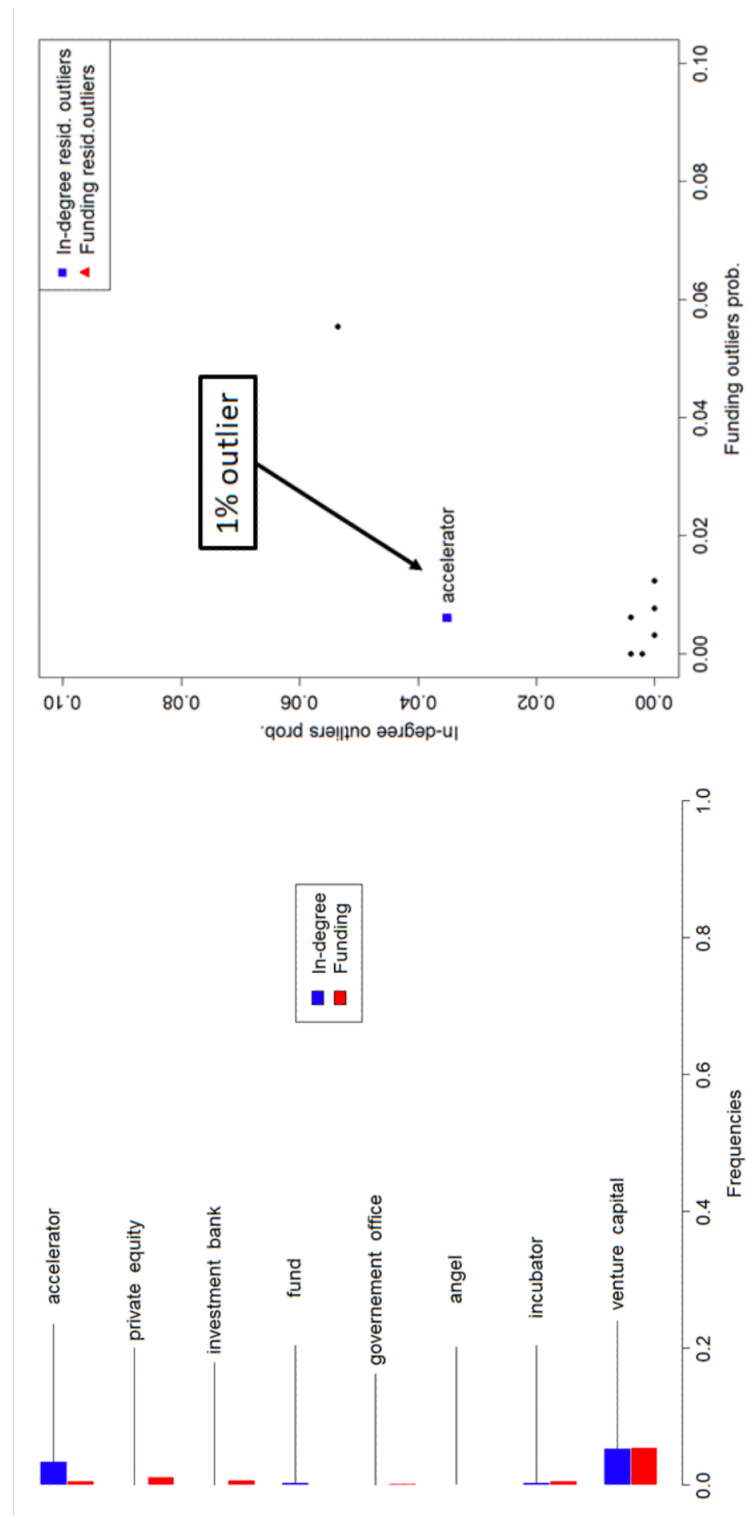 accelerator
private equity
investment bank
fund
governement office
angel
incubator
venture capital
In-degree
Funding
0.0
0.2
0.4
0.6
0.8
1.0
Frequencies
In-degree resid. outliers
Funding resid.outliers
1% outlier
accelerator
0.10
0.08
0.06
0.04
0.02
0.00
In-degree outliers prob.
0.00
0.02
0.04
0.06
0.08
0.10
Funding outliers prob.